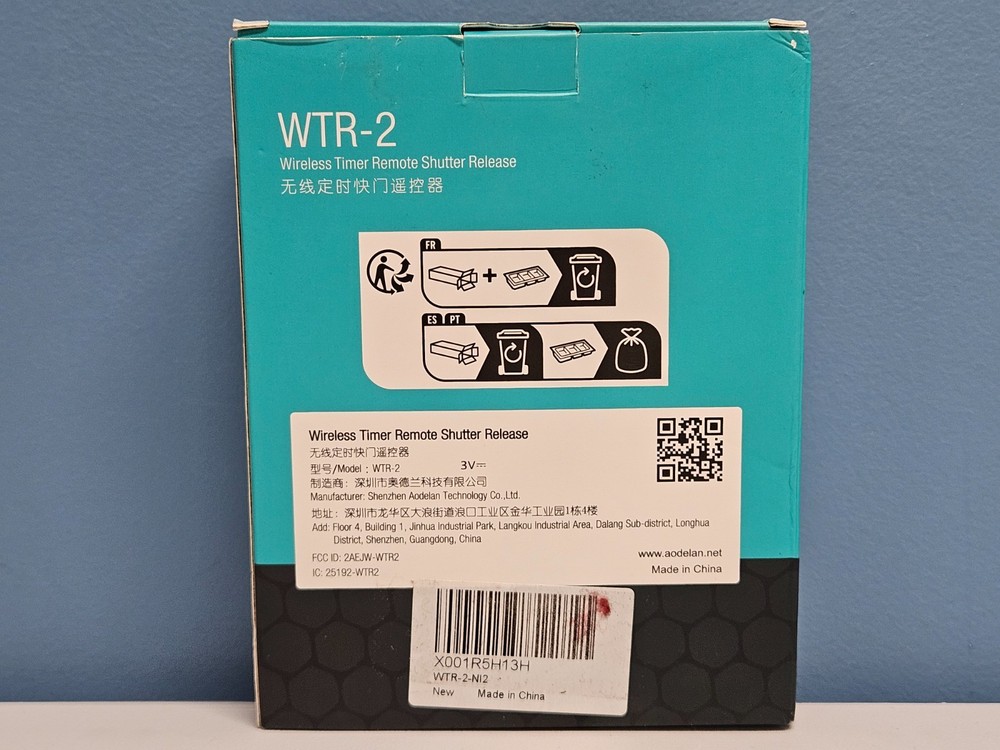 WTR-2
Wireless Timer Remote Shutter Release
无线定时快门遥控器
FR
ES PT
Wireless Timer Remote Shutter Release
无线定时快门遥控器
型号/Model : WTR-2 3V⎓
制造商: 深圳市奥德兰科技有限公司
Manufacturer: Shenzhen Aodelan Technology Co.,Ltd.
地址: 深圳市龙华区大浪街道浪口工业区金华工业园1栋4楼
Add: Floor 4, Building 1, Jinhua Industrial Park, Langkou Industrial Area, Dalang Sub-district, Longhua
District, Shenzhen, Guangdong, China
FCC ID: 2AEJW-WTR2
IC: 25192-WTR2
www.aodelan.net
Made in China
X001R5H13H
WTR-2-NI2
New Made in China